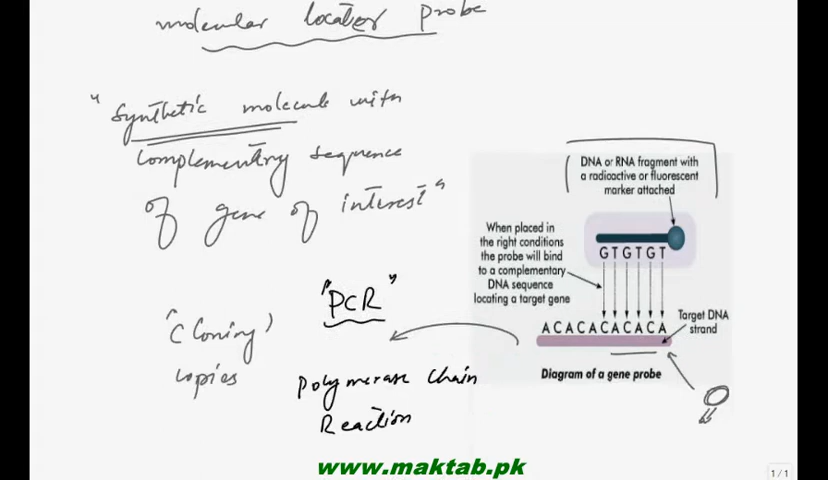 molecular locater probe
"Synthetic molecule with
complementry sequence
of gene of interest"
DNA or RNA fragment with
a radioactive or fluorescent
marker attached
When placed in
the right conditions
the probe will bind
to a complementary
DNA sequence
locating a target gene
GTGTGT
ACACACACACA
Target DNA
strand
Diagram of a gene probe
"PCR"
(Cloning)
copies
Polymerase Chain
Reaction
www.maktab.pk
1/1